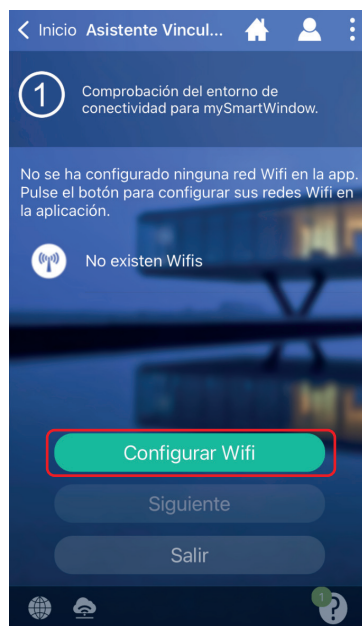 Inicio Asistente Vincul...
1
Comprobación del entorno de
conectividad para mySmartWindow.
No se ha configurado ninguna red Wifi en la app.
Pulse el botón para configurar sus redes Wifi en
la aplicación.
No existen Wifis
Configurar Wifi
Siguiente
Salir
1
?